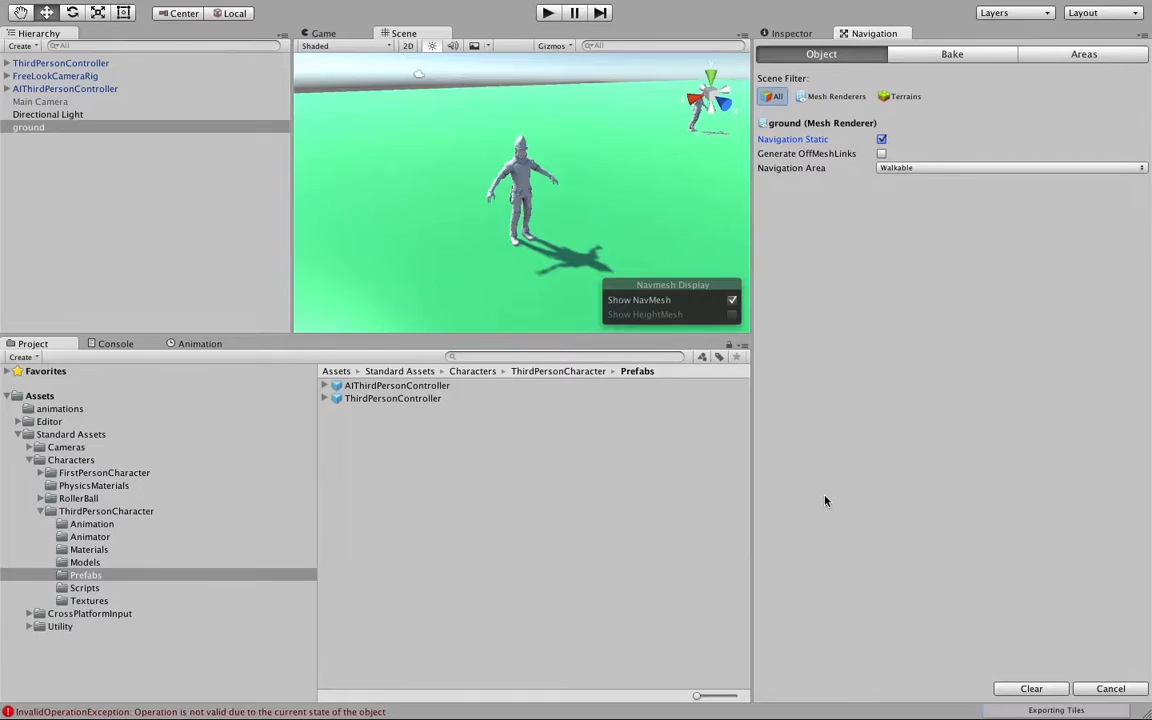 Center Local Layers Layout
Hierarchy Game Scene Inspector Navigation
Create All Shaded 2D Gizmos All Object Bake Areas
ThirdPersonController
FreeLookCameraRig
AIThirdPersonController
Main Camera
Directional Light
ground
Scene Filter:
All Mesh Renderers Terrains
ground (Mesh Renderer)
Navigation Static
Generate OffMeshLinks
Navigation Area Walkable
Navmesh Display
Show NavMesh
Show HeightMesh
Project Console Animation
Create
Favorites
Assets
animations
Editor
Standard Assets
Cameras
Characters
FirstPersonCharacter
PhysicsMaterials
RollerBall
ThirdPersonCharacter
Animation
Animator
Materials
Models
Prefabs
Scripts
Textures
CrossPlatformInput
Utility
Assets Standard Assets Characters ThirdPersonCharacter Prefabs
AIThirdPersonController
ThirdPersonController
Clear Cancel
InvalidOperationException: Operation is not valid due to the current state of the object
Exporting Tiles